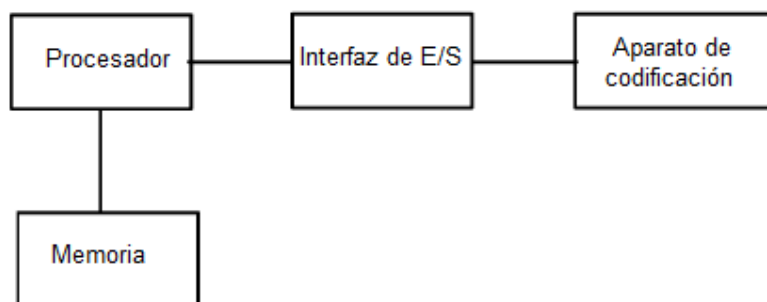 Procesador
Interfaz de E/S
Aparato de
codificación
Memoria